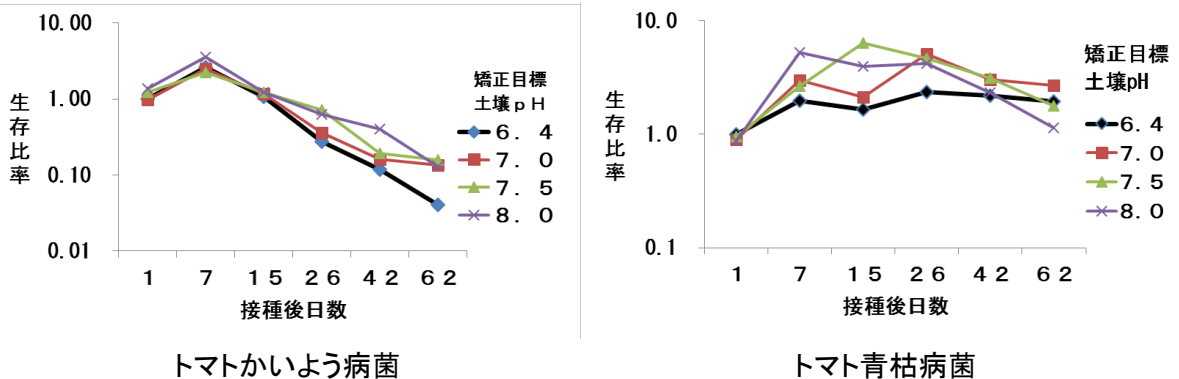 10.00
1.00
0.10
0.01
生存比率
1 7 １５ ２６ ４２ ６２
接種後日数
矯正目標
土壌ｐＨ
６．４
７．０
７．５
８．０
トマトかいよう病菌
10.0
1.0
0.1
生存比率
1 7 １５ ２６ ４２ ６２
接種後日数
矯正目標
土壌pH
６．４
７．０
７．５
８．０
トマト青枯病菌